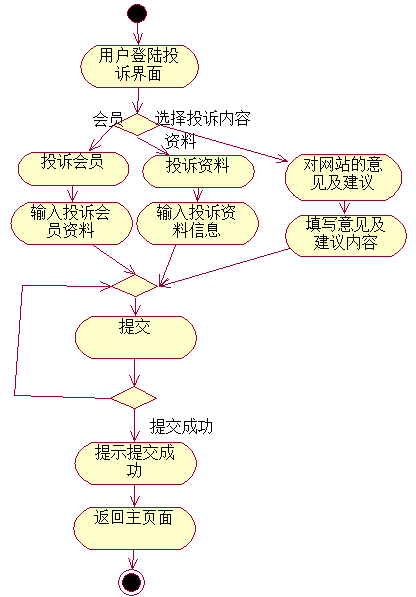 用户登陆投
诉界面
会员
选择投诉内容
资料
投诉会员
投诉资料
对网站的意
见及建议
输入投诉会
员资料
输入投诉资
料信息
填写意见及
建议内容
提交
提交成功
提示提交成
功
返回主页面